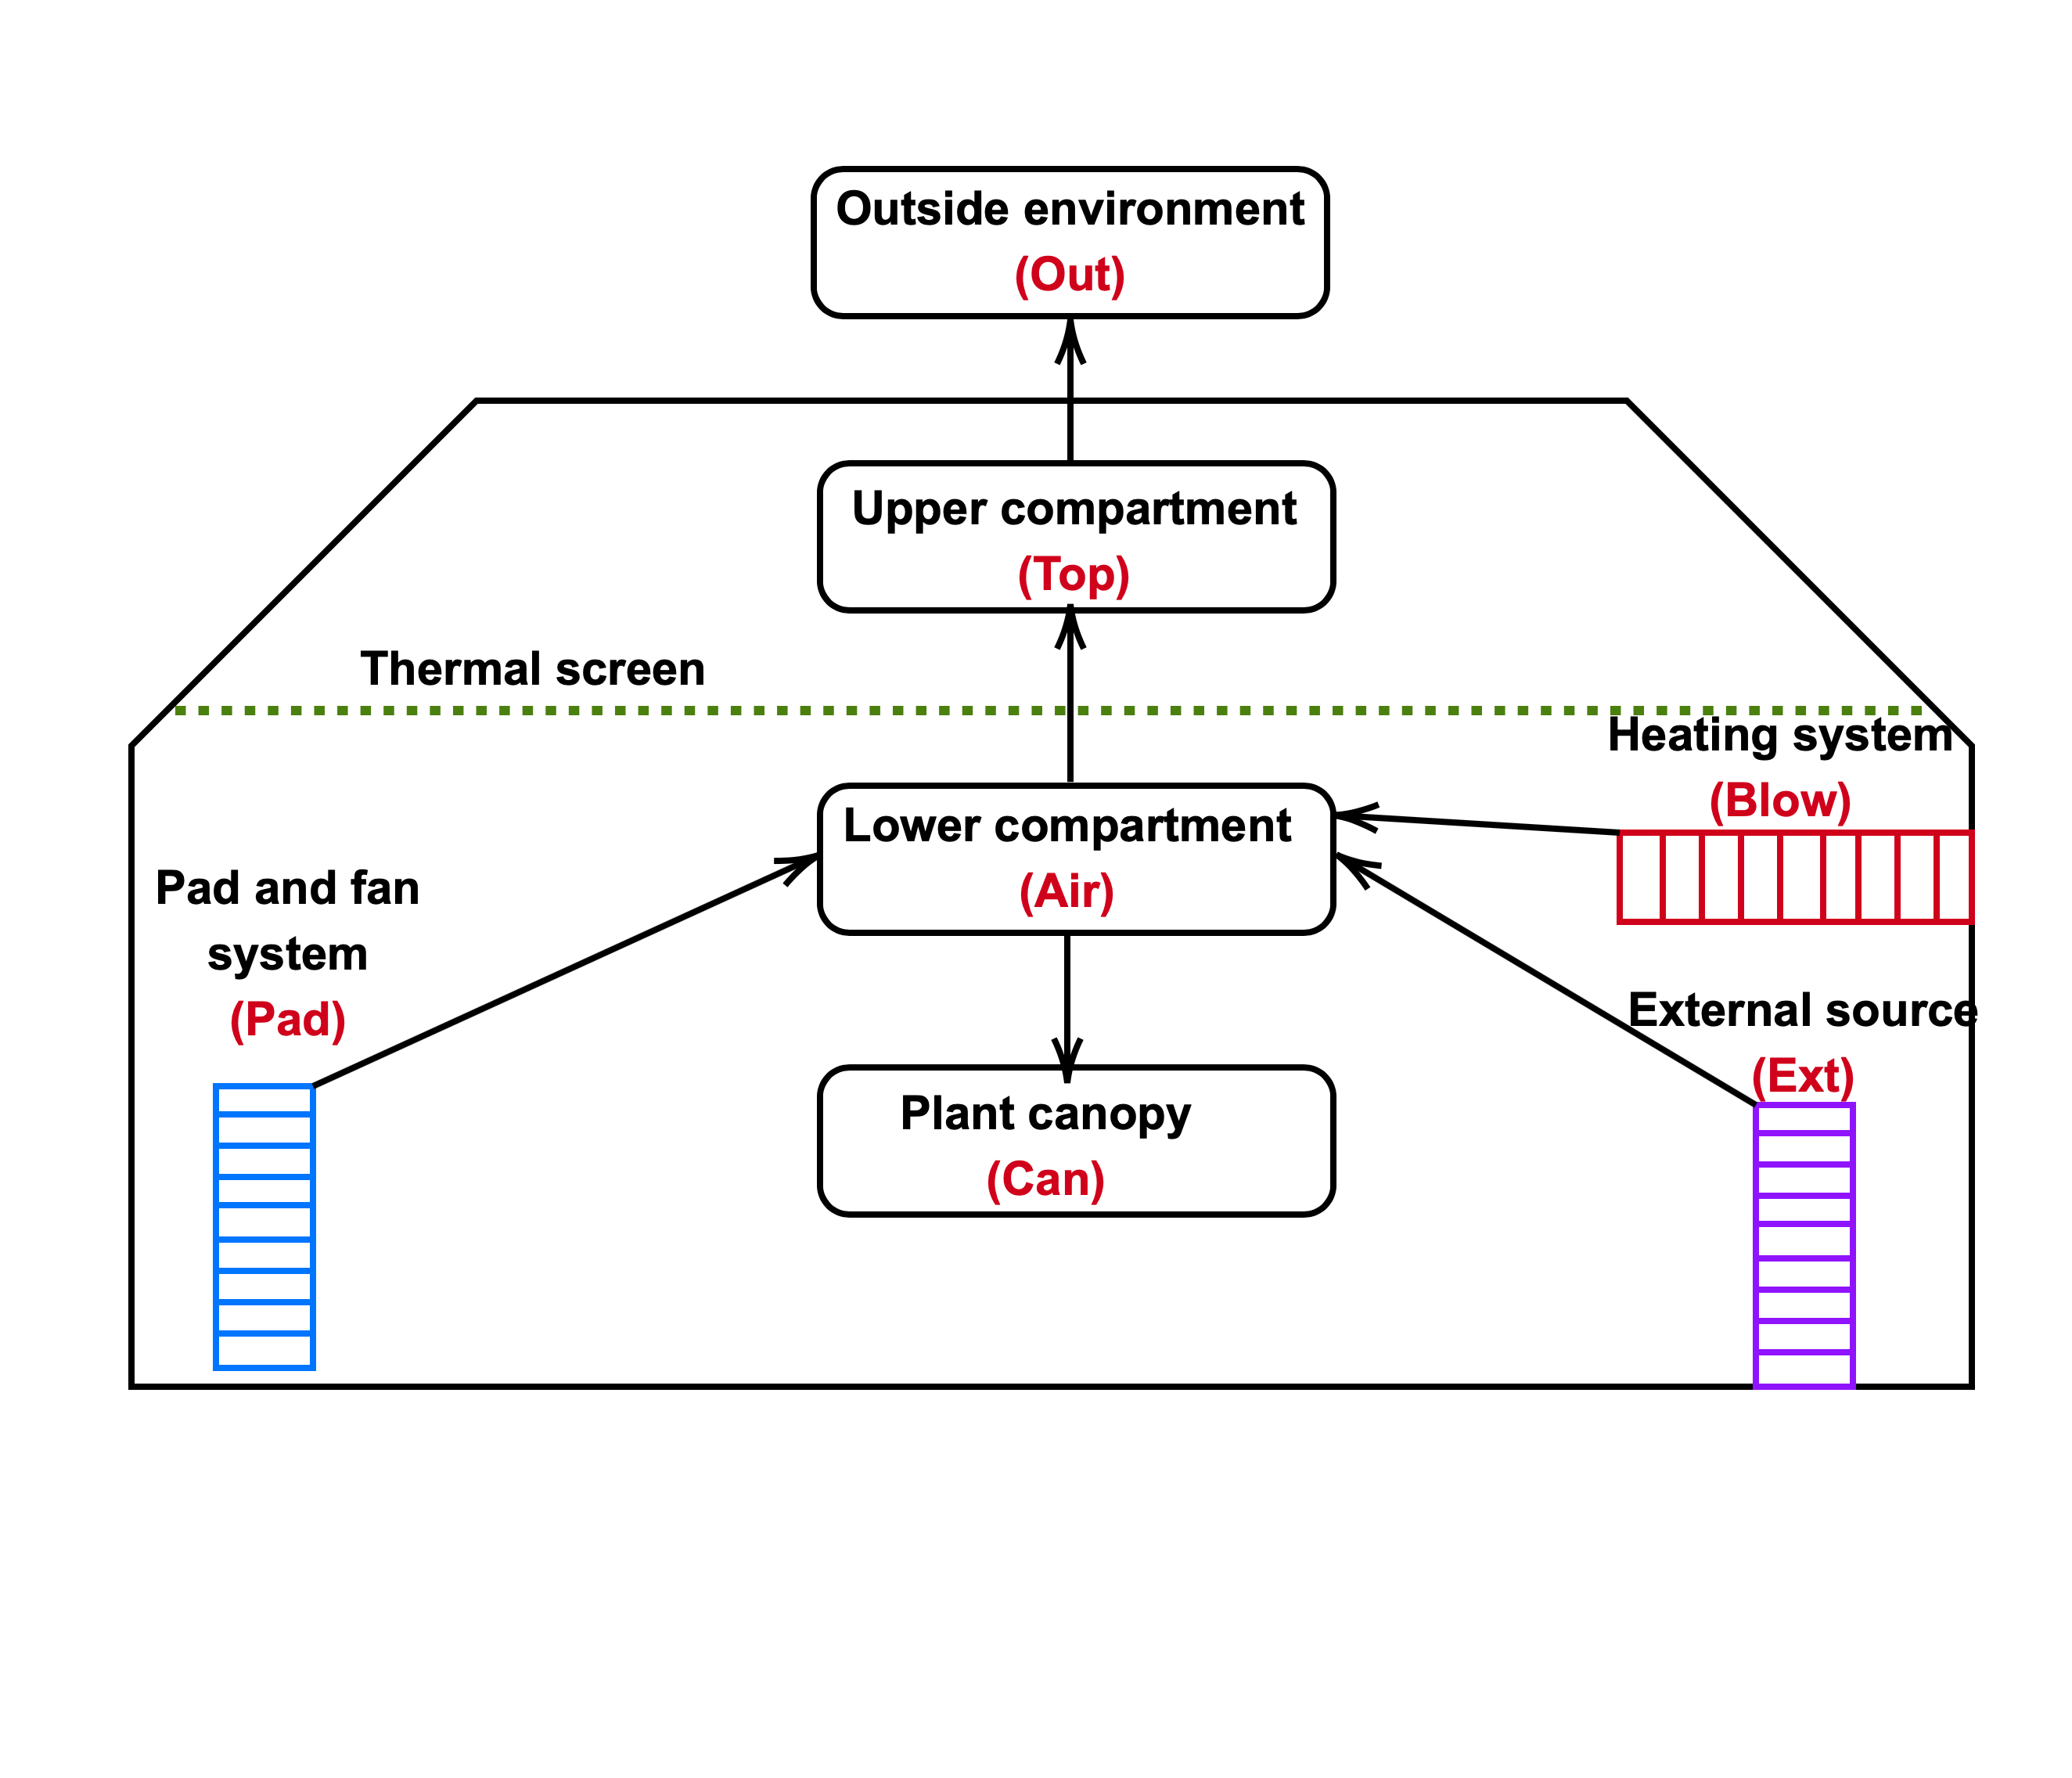 Outside environment
(Out)
Upper compartment
(Top)
Thermal screen
Heating system
(Blow)
Lower compartment
(Air)
Pad and fan
system
(Pad)
External source
(Ext)
Plant canopy
(Can)